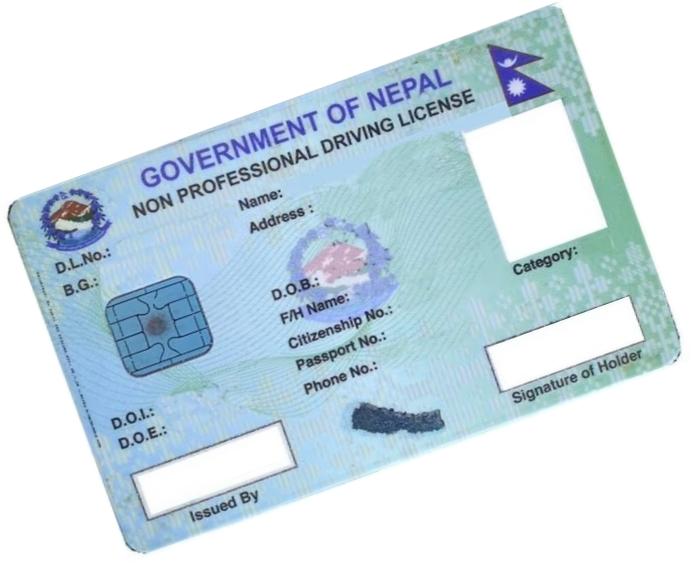 GOVERNMENT OF NEPAL
NON PROFESSIONAL DRIVING LICENSE
D.L.No.:
B.G.:
Name:
Address :
D.O.B.:
F/H Name:
Citizenship No.:
Passport No.:
Phone No.:
Category:
Signature of Holder
D.O.I.:
D.O.E.:
Issued By